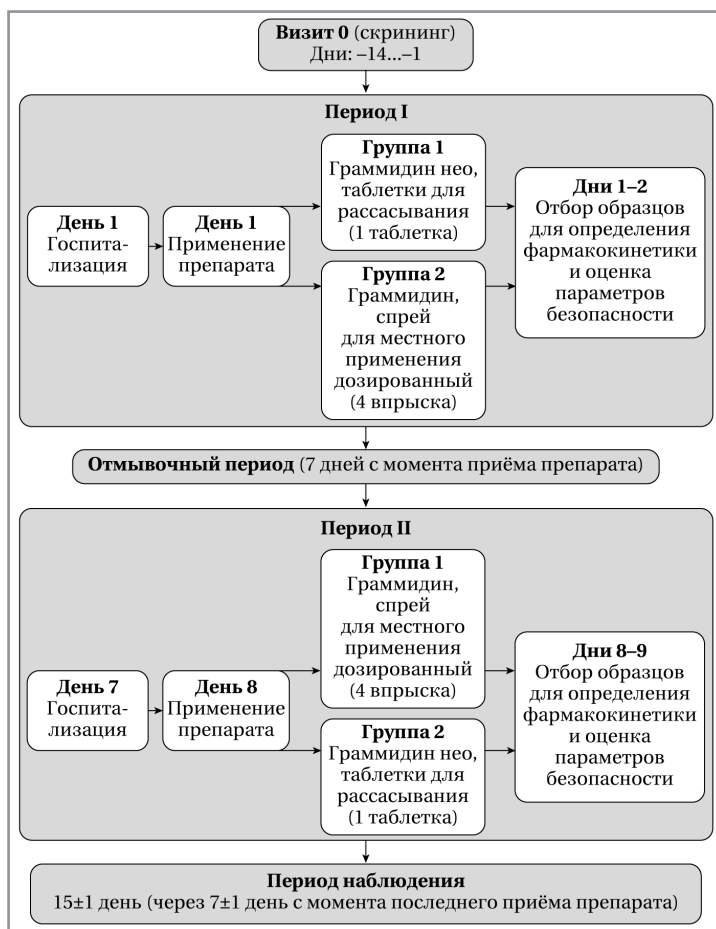 Визит 0 (скрининг)
Дни: –14...–1
Период I
День 1
Госпита-
лизация
День 1
Применение
препарата
Группа 1
Граммидин нео,
таблетки для
рассасывания
(1 таблетка)
Группа 2
Граммидин,
спрей
для местного
применения
дозированный
(4 впрыска)
Дни 1–2
Отбор образцов
для определения
фармакокинетики
и оценка
параметров
безопасности
Отмывочный период (7 дней с момента приёма препарата)
Период II
День 7
Госпита-
лизация
День 8
Применение
препарата
Группа 1
Граммидин,
спрей
для местного
применения
дозированный
(4 впрыска)
Группа 2
Граммидин нео,
таблетки для
рассасывания
(1 таблетка)
Дни 8–9
Отбор образцов
для определения
фармакокинетики
и оценка
параметров
безопасности
Период наблюдения
15±1 день (через 7±1 день с момента последнего приёма препарата)